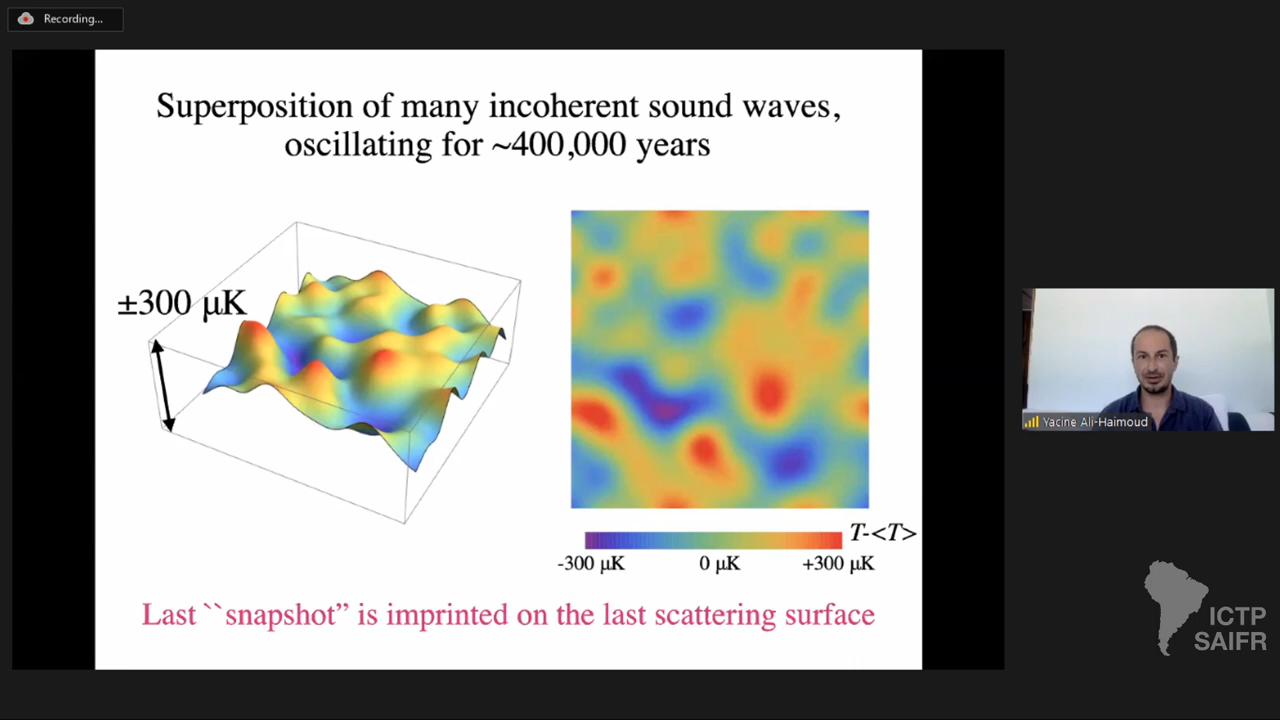 Recording...
Superposition of many incoherent sound waves,
oscillating for ~400,000 years
±300 μK
T-<T>
-300 μK
0 μK
+300 μK
Last ``snapshot” is imprinted on the last scattering surface
Yacine Ali-Haimoud
ICTP
SAIFR